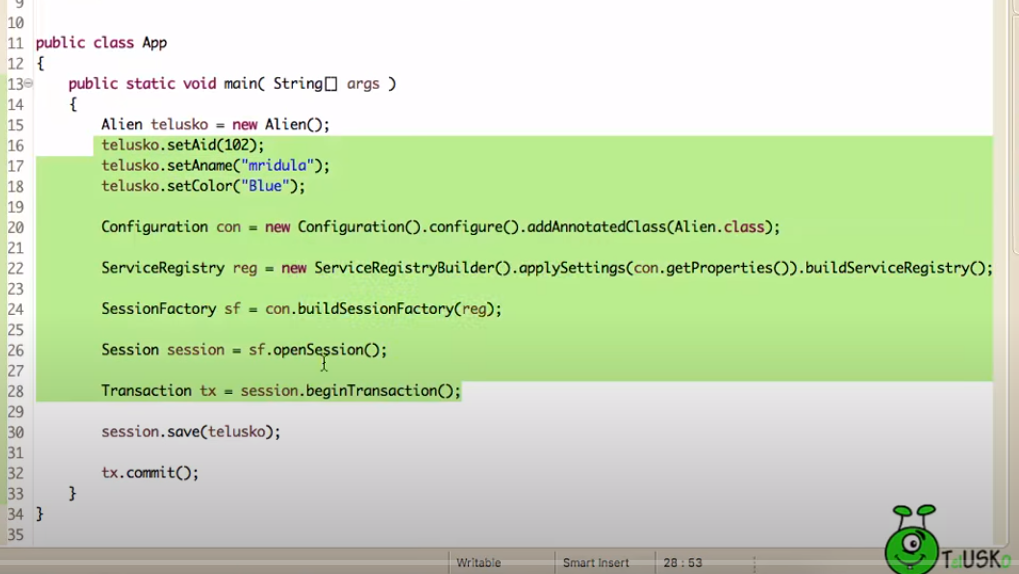 9
10
11 public class App
12 {
13 public static void main( String[] args )
14 {
15 Alien telusko = new Alien();
16 telusko.setAid(102);
17 telusko.setAname("mridula");
18 telusko.setColor("Blue");
19
20 Configuration con = new Configuration().configure().addAnnotatedClass(Alien.class);
21
22 ServiceRegistry reg = new ServiceRegistryBuilder().applySettings(con.getProperties()).buildServiceRegistry();
23
24 SessionFactory sf = con.buildSessionFactory(reg);
25
26 Session session = sf.openSession();
27
28 Transaction tx = session.beginTransaction();
29
30 session.save(telusko);
31
32 tx.commit();
33 }
34 }
35
Writable Smart Insert 28 : 53
TelUSKO